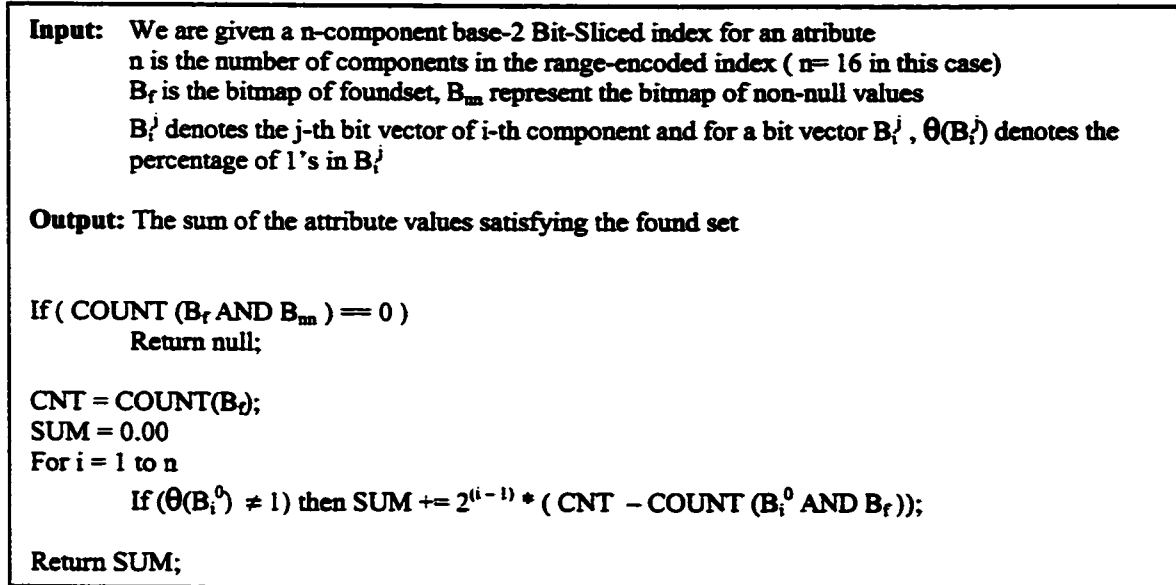 Input: We are given a n-component base-2 Bit-Sliced index for an atribute
n is the number of components in the range-encoded index ( n= 16 in this case)
B_f is the bitmap of foundset, B_nn represent the bitmap of non-null values
B_i^j denotes the j-th bit vector of i-th component and for a bit vector B_i^j , θ(B_i^j) denotes the
percentage of 1's in B_i^j
Output: The sum of the attribute values satisfying the found set
If ( COUNT (B_f AND B_nn ) == 0 )
Return null;
CNT = COUNT(B_f);
SUM = 0.00
For i = 1 to n
If (θ(B_i^0) ≠ 1) then SUM += 2^(i - 1) * ( CNT – COUNT (B_i^0 AND B_f ));
Return SUM;